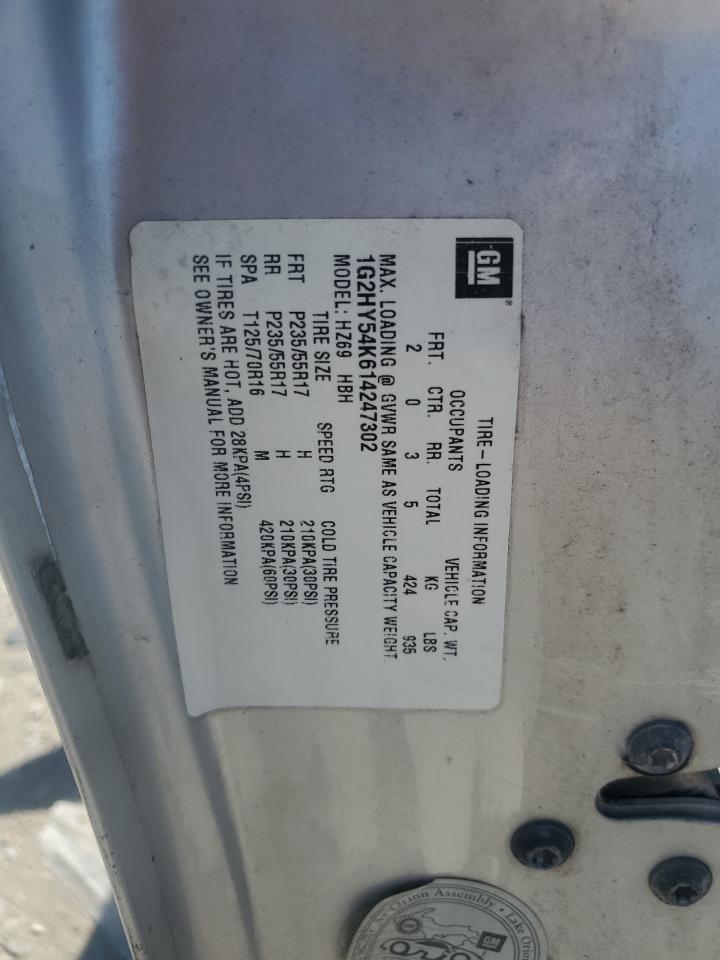 GM
TIRE-LOADING INFORMATION
OCCUPANTS VEHICLE CAP. WT.
FRT. CTR. RR. TOTAL KG LBS
2 0 3 5 424 935
MAX. LOADING @ GVWR SAME AS VEHICLE CAPACITY WEIGHT.
1G2HY54K614247302
MODEL: HZ69 HBH
TIRE SIZE SPEED RTG COLD TIRE PRESSURE
FRT P235/55R17 H 210KPA(30PSI)
RR P235/55R17 H 210KPA(30PSI)
SPA T125/70R16 M 420KPA(60PSI)
IF TIRES ARE HOT, ADD 28KPA(4PSI)
SEE OWNER'S MANUAL FOR MORE INFORMATION
Orion Assembly • Lake Orion
GM